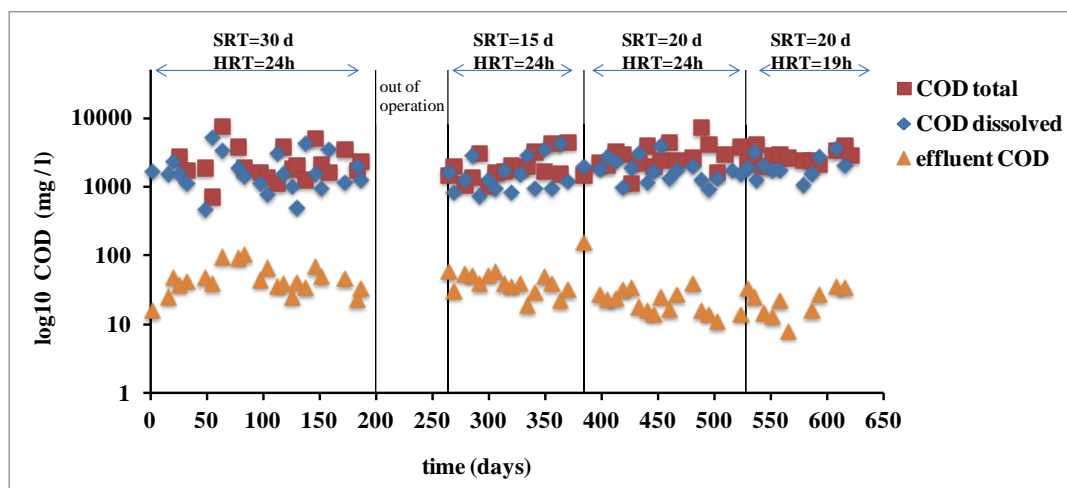 SRT=30 d
HRT=24h
SRT=15 d
HRT=24h
SRT=20 d
HRT=24h
SRT=20 d
HRT=19h
out of
operation
COD total
COD dissolved
effluent COD
log10 COD (mg / l)
10000
1000
100
10
1
0 50 100 150 200 250 300 350 400 450 500 550 600 650
time (days)